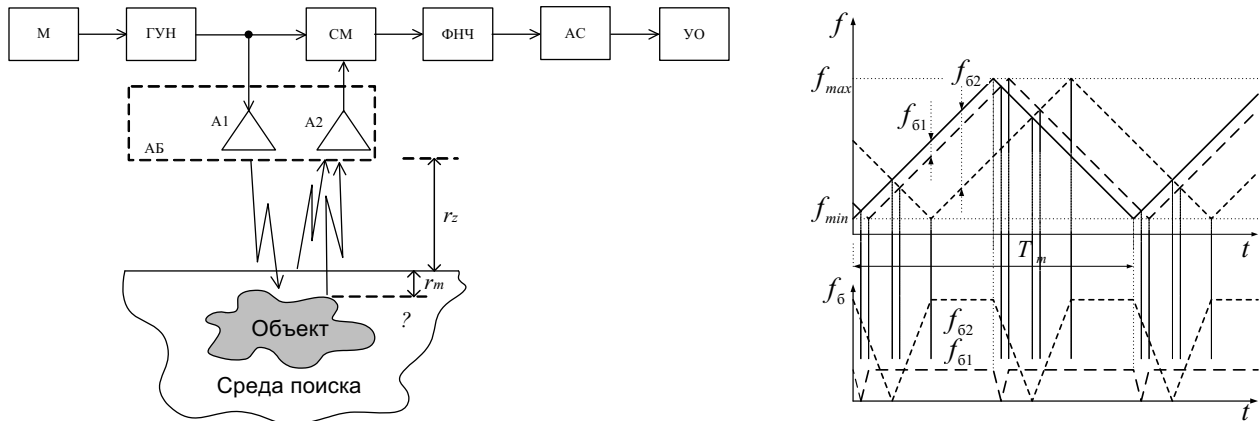 М ГУН СМ ФНЧ АС УО
А1 А2
АБ
r_z
r_m
?
Объект
Среда поиска
f
f_max
f_б2
f_б1
f_min
t
T_m
f_б
f_б2
f_б1
t